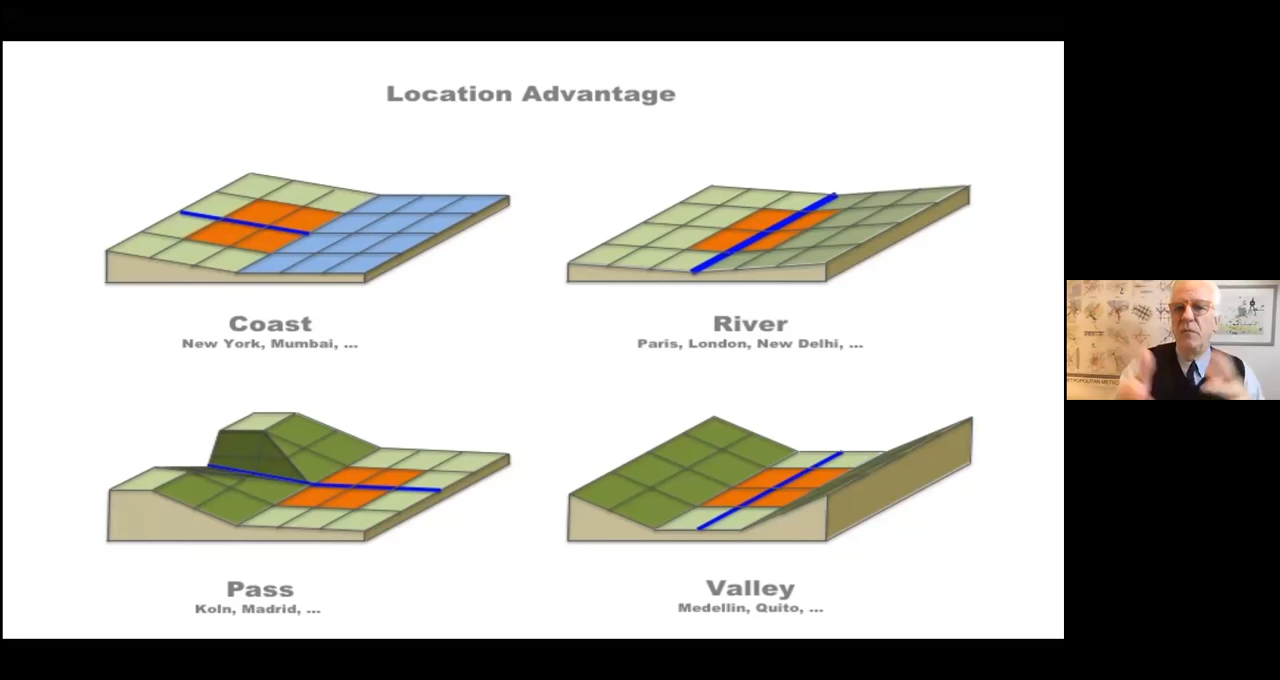 Location Advantage
Coast
New York, Mumbai, ...
River
Paris, London, New Delhi, ...
Pass
Koln, Madrid, ...
Valley
Medellin, Quito, ...